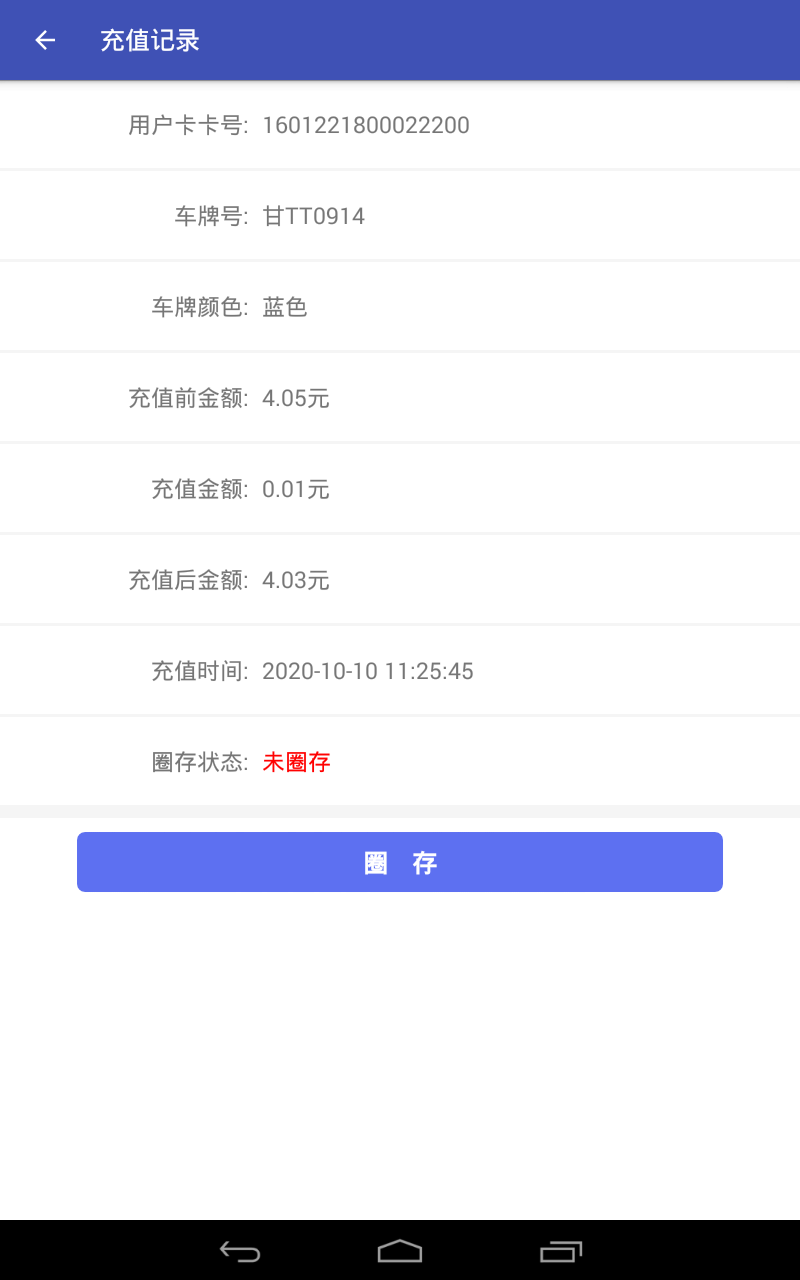 充值记录
用户卡卡号: 1601221800022200
车牌号: 甘TT0914
车牌颜色: 蓝色
充值前金额: 4.05元
充值金额: 0.01元
充值后金额: 4.03元
充值时间: 2020-10-10 11:25:45
圈存状态: 未圈存
圈 存